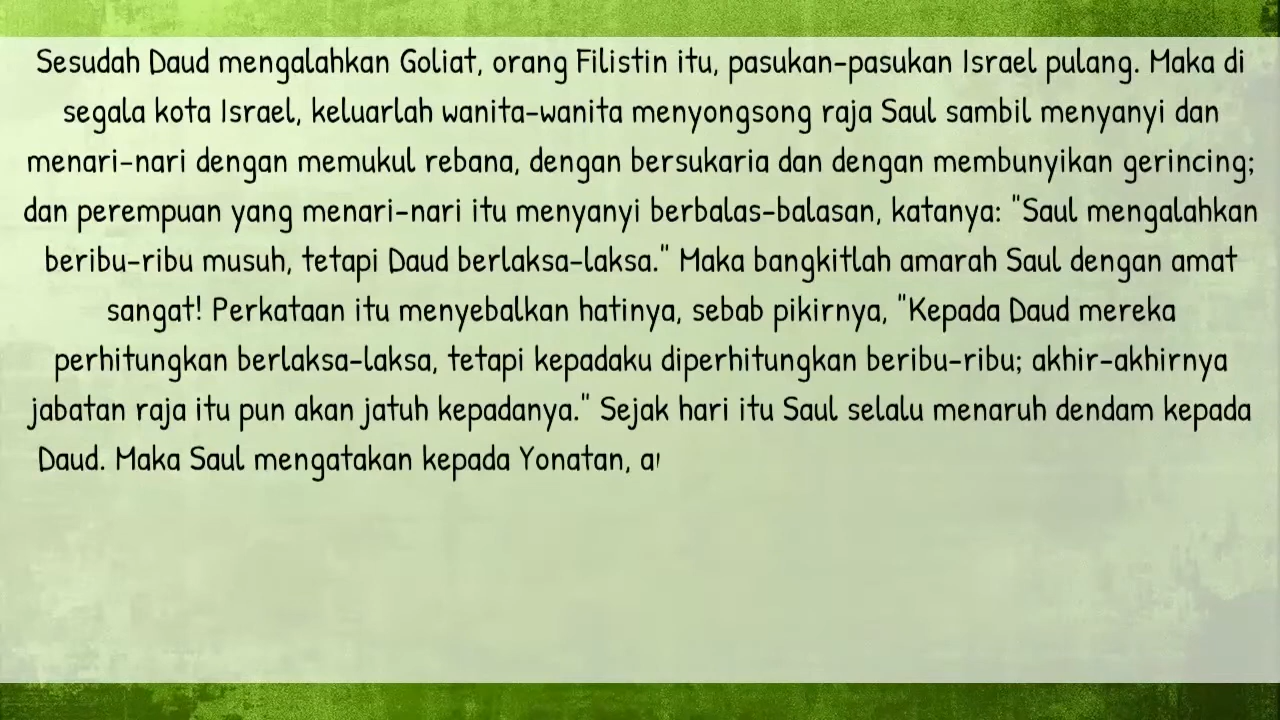 Sesudah Daud mengalahkan Goliat, orang Filistin itu, pasukan-pasukan Israel pulang. Maka di
segala kota Israel, keluarlah wanita-wanita menyongsong raja Saul sambil menyanyi dan
menari-nari dengan memukul rebana, dengan bersukaria dan dengan membunyikan gerincing;
dan perempuan yang menari-nari itu menyanyi berbalas-balasan, katanya: "Saul mengalahkan
beribu-ribu musuh, tetapi Daud berlaksa-laksa." Maka bangkitlah amarah Saul dengan amat
sangat! Perkataan itu menyebalkan hatinya, sebab pikirnya, "Kepada Daud mereka
perhitungkan berlaksa-laksa, tetapi kepadaku diperhitungkan beribu-ribu; akhir-akhirnya
jabatan raja itu pun akan jatuh kepadanya." Sejak hari itu Saul selalu menaruh dendam kepada
Daud. Maka Saul mengatakan kepada Yonatan,